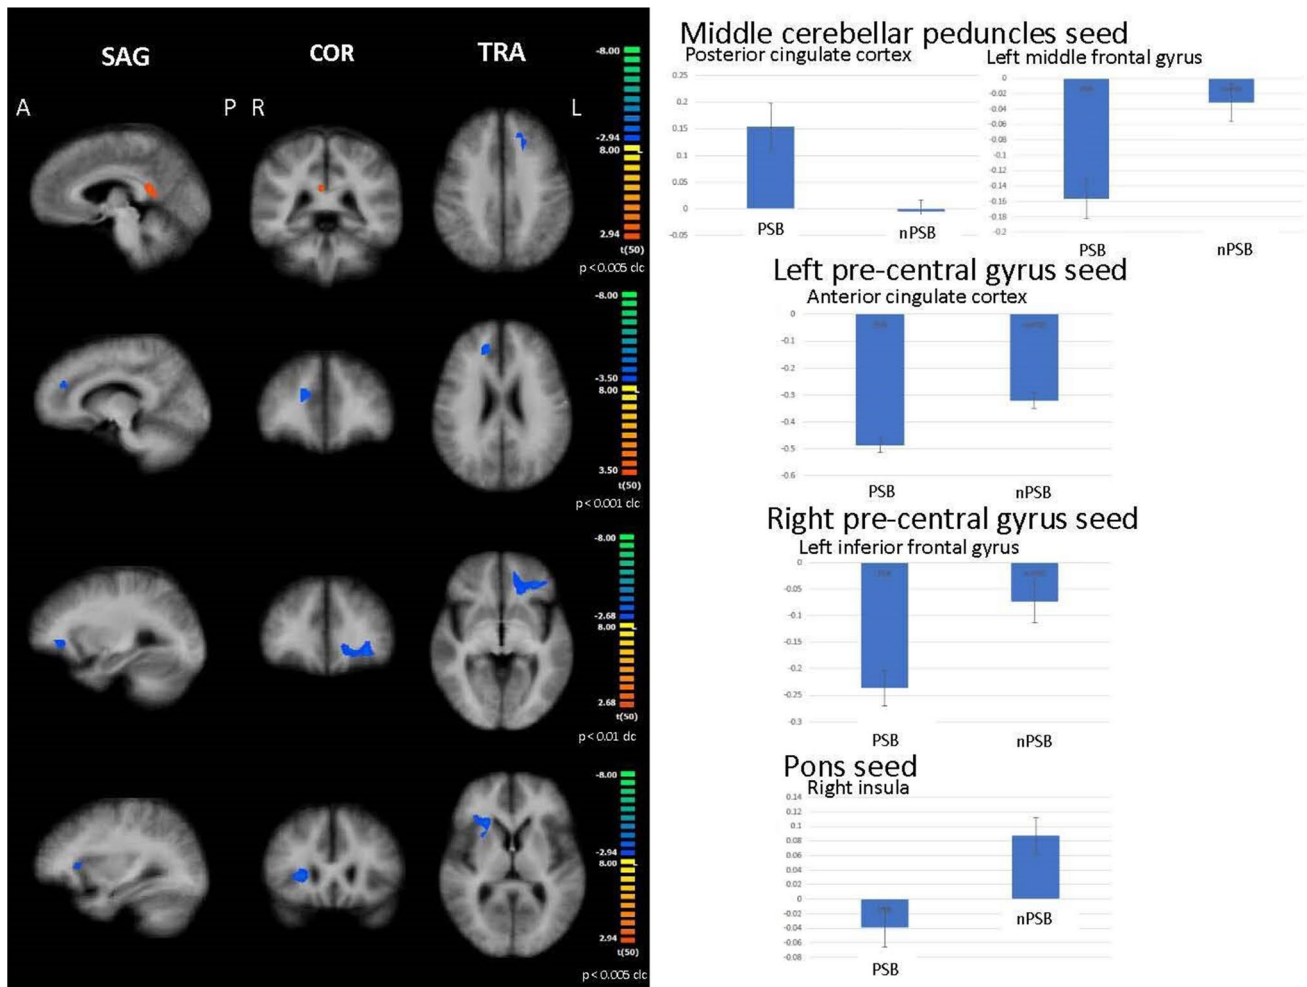 SAG
COR
TRA
A
P
R
L
-8.00
-2.94
8.00
2.94
t(50)
p < 0.005 clc
-8.00
-3.50
8.00
3.50
t(50)
p < 0.001 clc
-8.00
-2.68
8.00
2.68
t(50)
p < 0.01 clc
-8.00
-2.94
8.00
2.94
t(50)
p < 0.005 clc
Middle cerebellar peduncles seed
Posterior cingulate cortex
0.25
0.2
0.15
0.1
0.05
0
-0.05
PSB
nPSB
Left middle frontal gyrus
0
-0.02
-0.04
-0.06
-0.08
-0.1
-0.12
-0.14
-0.16
-0.18
-0.2
PSB
nPSB
Left pre-central gyrus seed
Anterior cingulate cortex
0
-0.1
-0.2
-0.3
-0.4
-0.5
-0.6
PSB
nPSB
Right pre-central gyrus seed
Left inferior frontal gyrus
0
-0.05
-0.1
-0.15
-0.2
-0.25
-0.3
PSB
nPSB
Pons seed
Right insula
0.14
0.12
0.1
0.08
0.06
0.04
0.02
0
-0.02
-0.04
-0.06
-0.08
PSB
nPSB